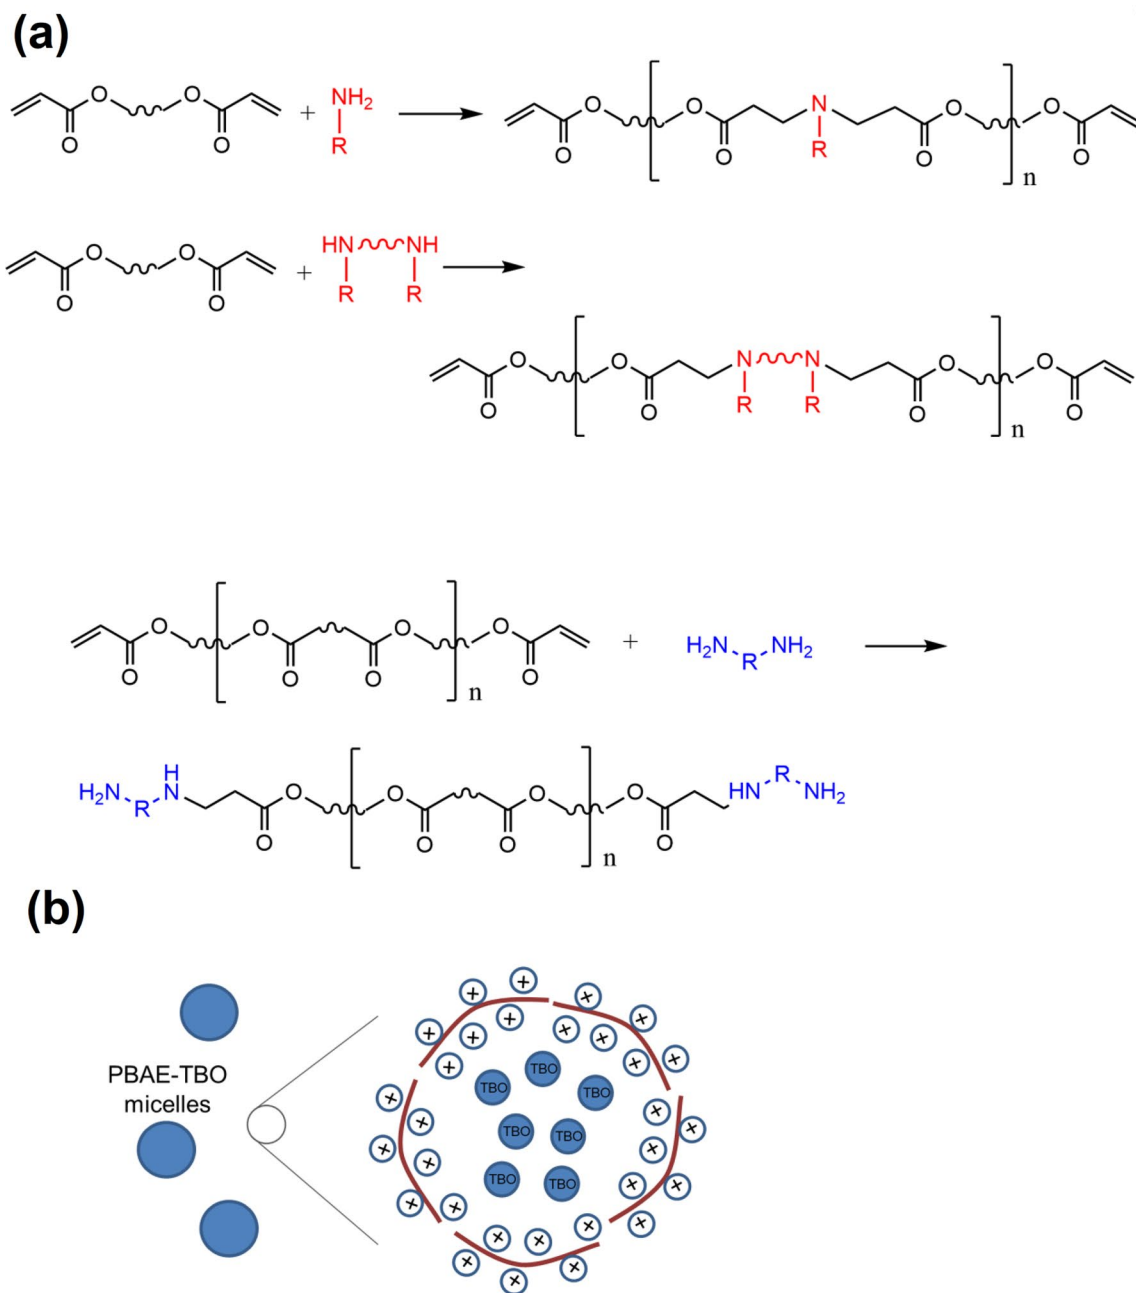 (a)
O O + NH2 O O N O O
O O R O O R O O n
O O + HN NH
O O R R
O O N N O O
O O R R O O n
O O O O + H2N R NH2
O O O O n
H2N R H N O O O O HN R NH2
O O O O n
(b)
PBAE-TBO
micelles
+ + + + + + + + + + + + + + + + + + + + + + + + + + + + + + + + + + + +
TBO TBO TBO
TBO TBO
TBO TBO